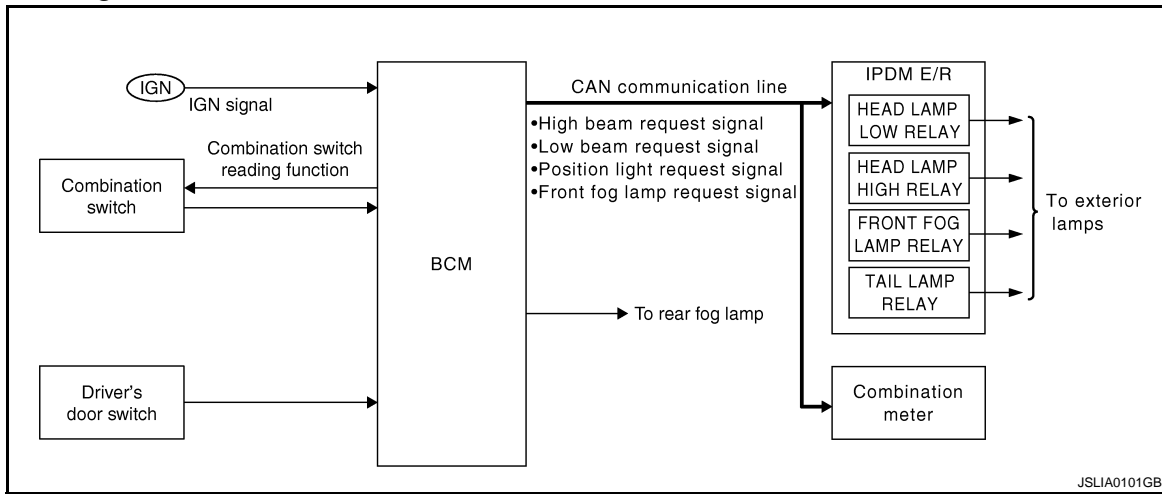 IGN
IGN signal
Combination switch
reading function
Combination
switch
Driver's
door switch
BCM
CAN communication line
•High beam request signal
•Low beam request signal
•Position light request signal
•Front fog lamp request signal
To rear fog lamp
IPDM E/R
HEAD LAMP
LOW RELAY
HEAD LAMP
HIGH RELAY
FRONT FOG
LAMP RELAY
TAIL LAMP
RELAY
To exterior
lamps
Combination
meter
JSLIA0101GB